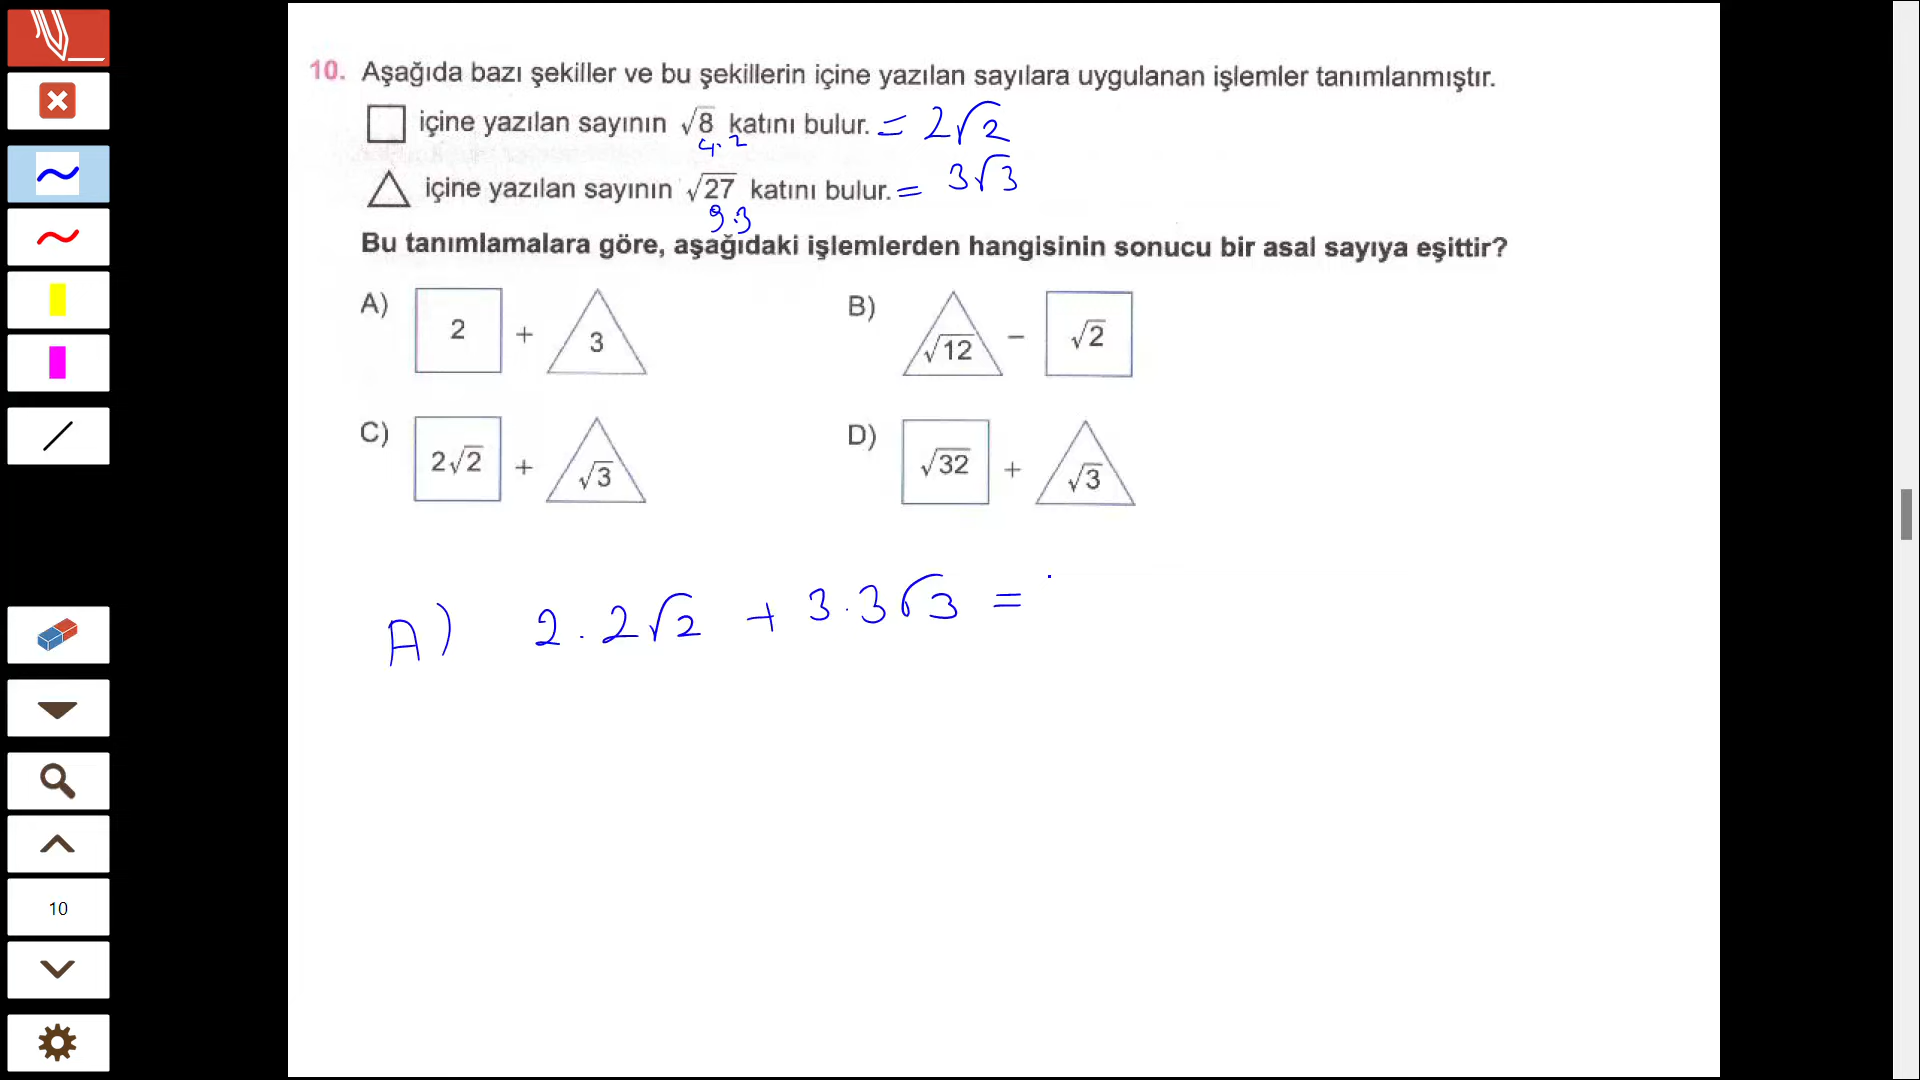 10. Aşağıda bazı şekiller ve bu şekillerin içine yazılan sayılara uygulanan işlemler tanımlanmıştır.
içine yazılan sayının √8 katını bulur. = 2√2
4.2
içine yazılan sayının √27 katını bulur. = 3√3
9.3
Bu tanımlamalara göre, aşağıdaki işlemlerden hangisinin sonucu bir asal sayıya eşittir?
A) 2 + 3
B) √12 − √2
C) 2√2 + √3
D) √32 + √3
A) 2.2√2 + 3.3√3 =
10